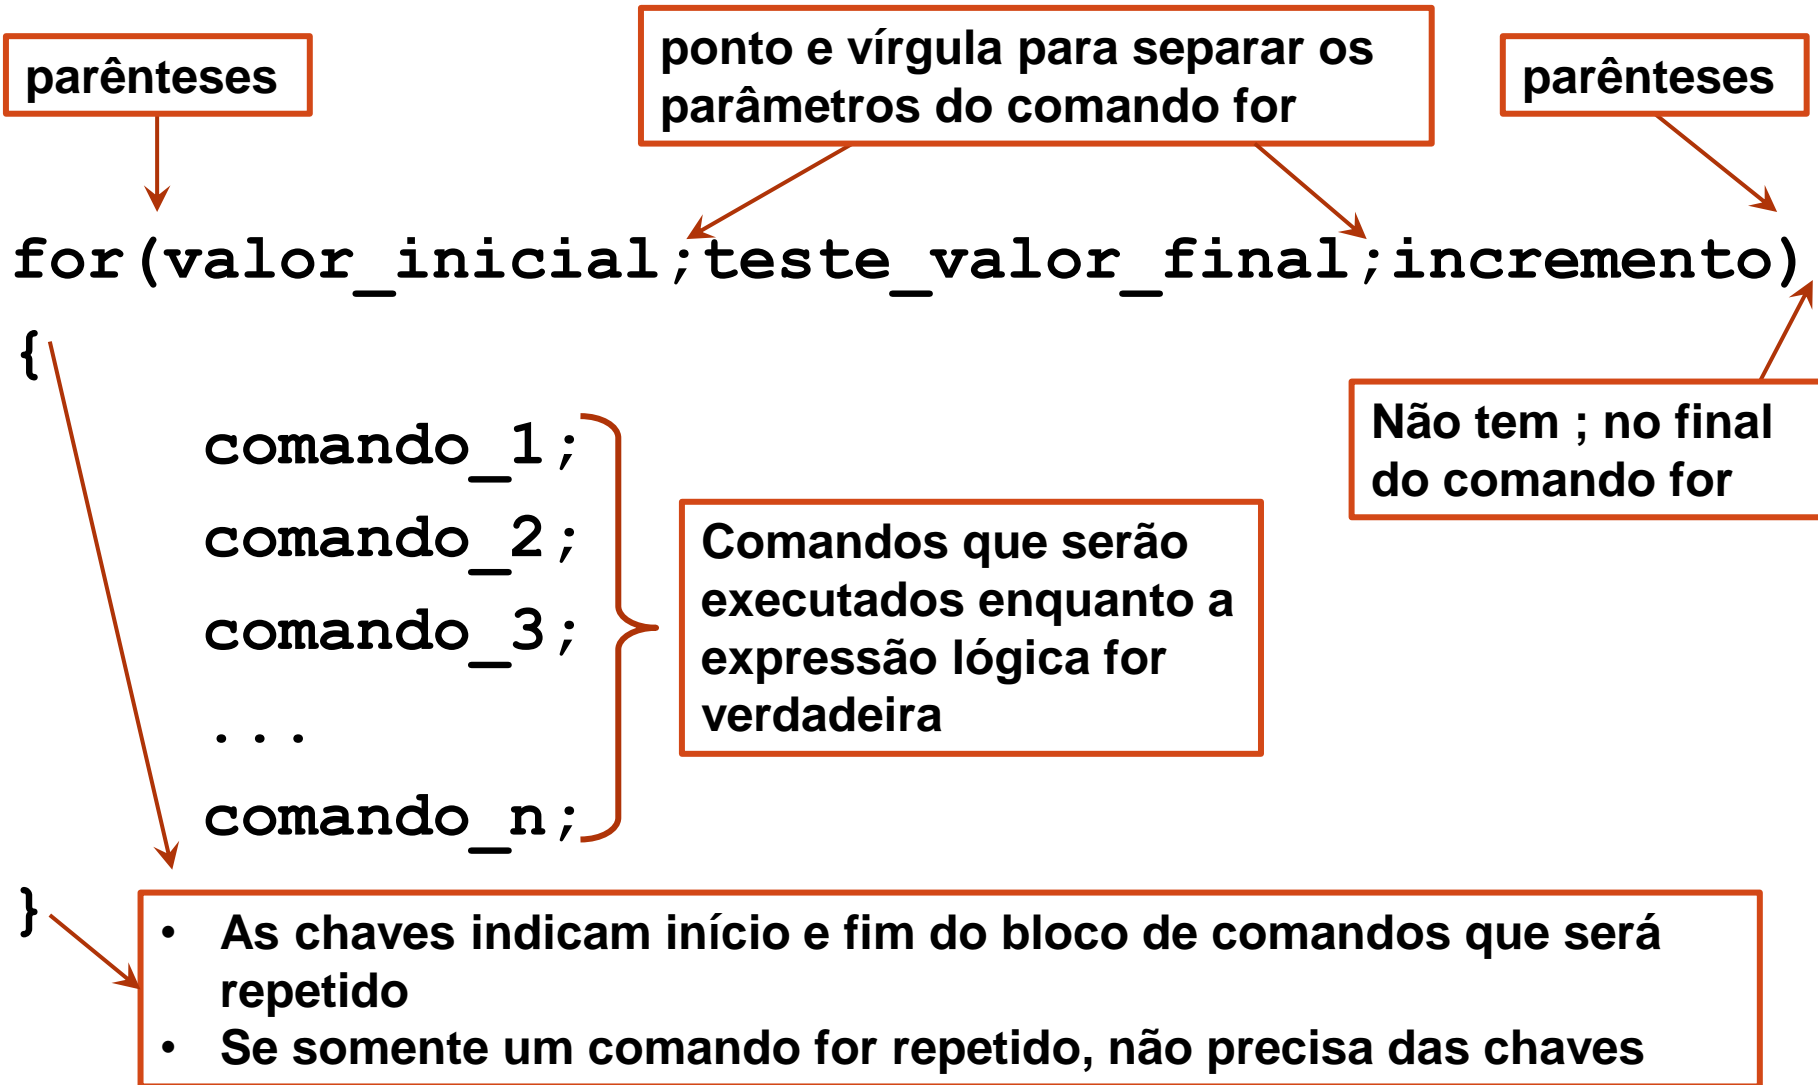 parênteses
ponto e vírgula para separar os
parâmetros do comando for
parênteses
for(valor_inicial;teste_valor_final;incremento)
{
Não tem ; no final
do comando for
comando_1;
comando_2;
comando_3;
...
comando_n;
Comandos que serão
executados enquanto a
expressão lógica for
verdadeira
}
• As chaves indicam início e fim do bloco de comandos que será
repetido
• Se somente um comando for repetido, não precisa das chaves